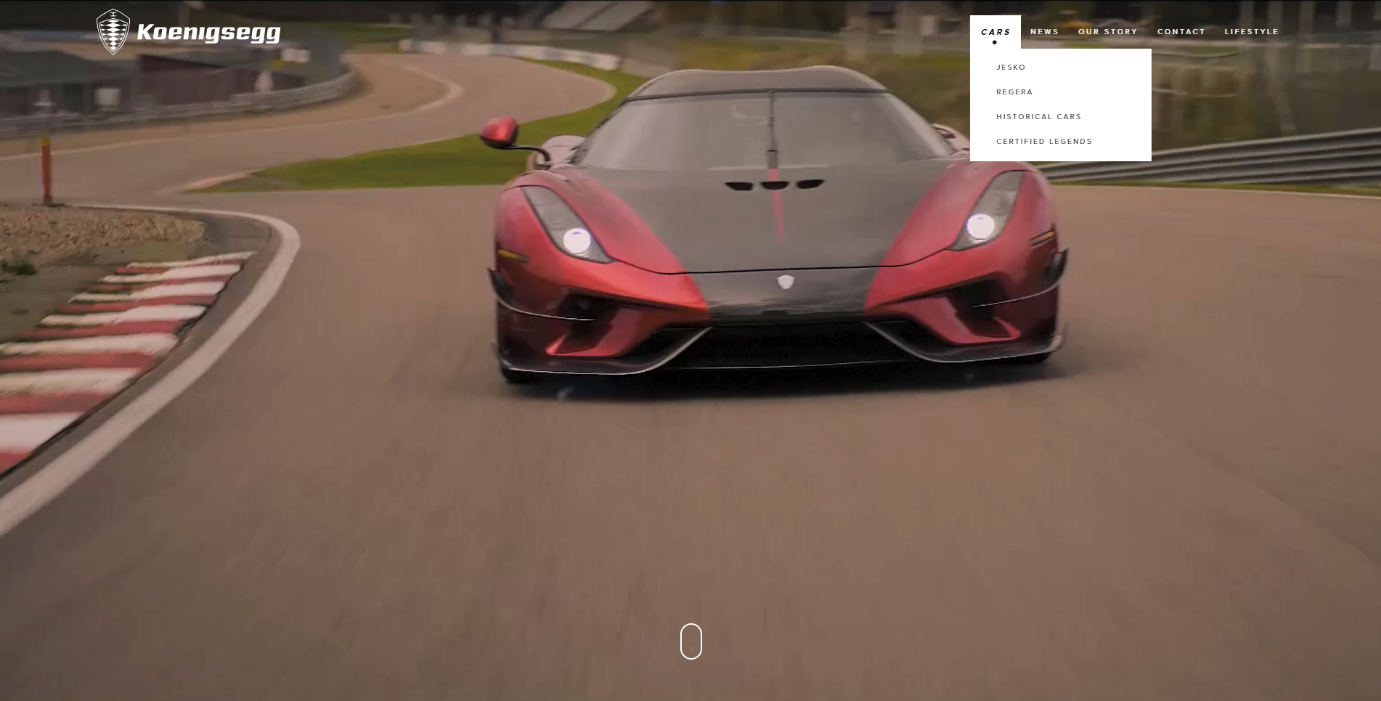 Koenigsegg
CARS NEWS OUR STORY CONTACT LIFESTYLE
JESKO
REGERA
HISTORICAL CARS
CERTIFIED LEGENDS